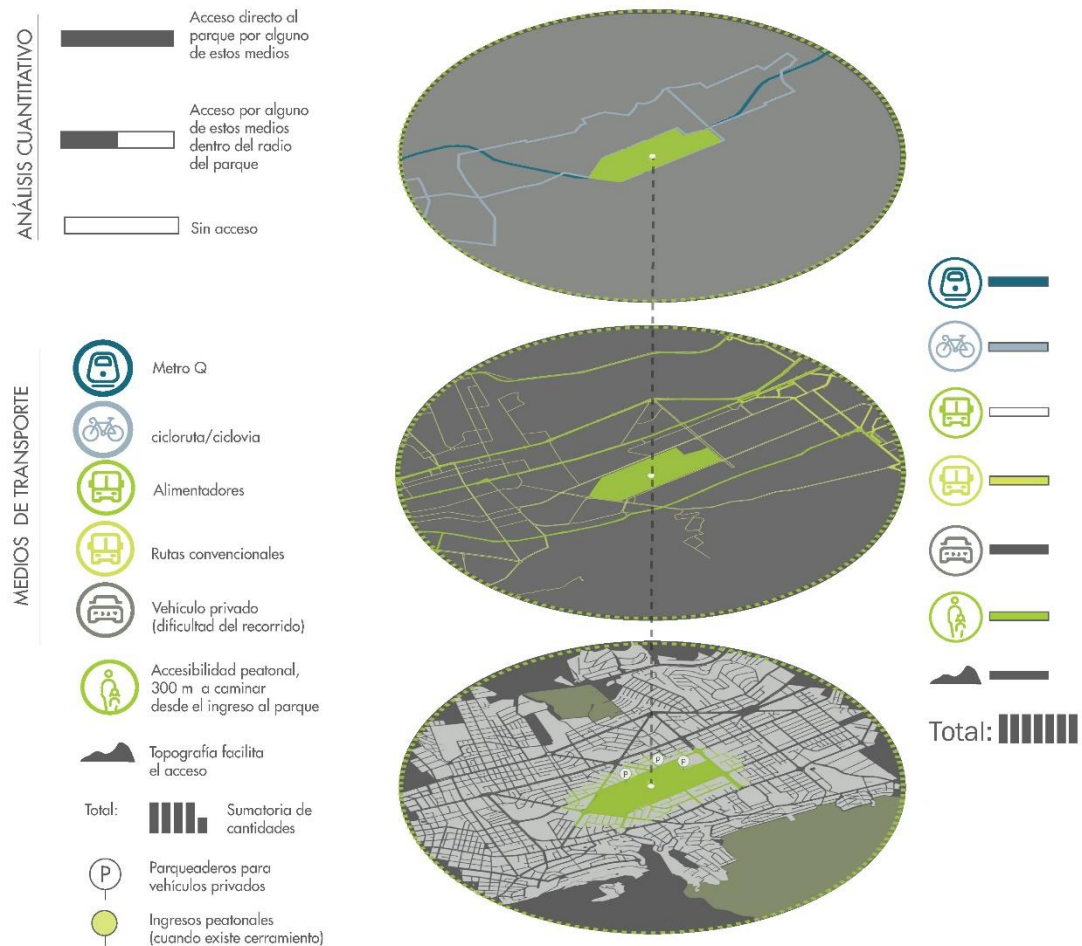 ANÁLISIS CUANTITATIVO
Acceso directo al
parque por alguno
de estos medios
Acceso por alguno
de estos medios
dentro del radio
del parque
Sin acceso
MEDIOS DE TRANSPORTE
Metro Q
cicloruta/ciclovia
Alimentadores
Rutas convencionales
Vehículo privado
(dificultad del recorrido)
Accesibilidad peatonal,
300 m a caminar
desde el ingreso al parque
Topografía facilita
el acceso
Total:
Sumatoria de
cantidades
P
Parqueaderos para
vehículos privados
Ingresos peatonales
(cuando existe cerramiento)
P
P
P
Total: